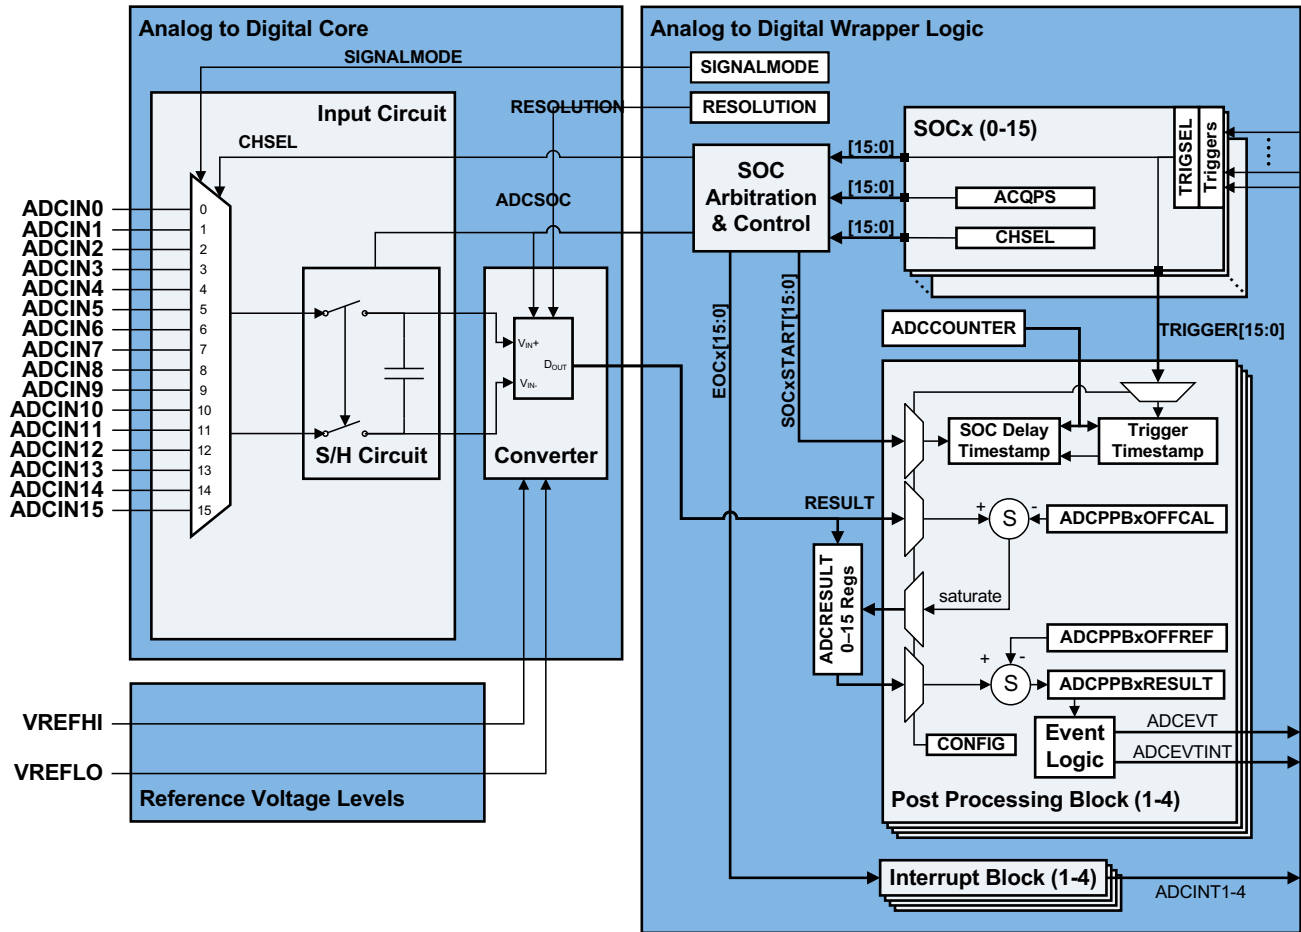 Analog to Digital Core
Analog to Digital Wrapper Logic
SIGNALMODE
SIGNALMODE
Input Circuit
RESOLUTION
RESOLUTION
SOCx (0-15)
TRIGSEL
Triggers
CHSEL
[15:0]
SOC
Arbitration
& Control
ADCSOC
[15:0]
ACQPS
[15:0]
CHSEL
ADCIN0
ADCIN1
ADCIN2
ADCIN3
ADCIN4
ADCIN5
ADCIN6
ADCIN7
ADCIN8
ADCIN9
ADCIN10
ADCIN11
ADCIN12
ADCIN13
ADCIN14
ADCIN15
0
1
2
3
4
5
6
7
8
9
10
11
12
13
14
15
S/H Circuit
VIN+
DOUT
VIN-
Converter
EOCx[15:0]
SOCxSTART[15:0]
ADCCOUNTER
TRIGGER[15:0]
SOC Delay
Timestamp
Trigger
Timestamp
RESULT
+
S
-
ADCPPBxOFFCAL
ADCRESULT
0–15 Regs
saturate
ADCPPBxOFFREF
+
-
S
ADCPPBxRESULT
CONFIG
Event
Logic
ADCEVT
ADCEVTINT
Post Processing Block (1-4)
VREFHI
VREFLO
Reference Voltage Levels
Interrupt Block (1-4)
ADCINT1-4